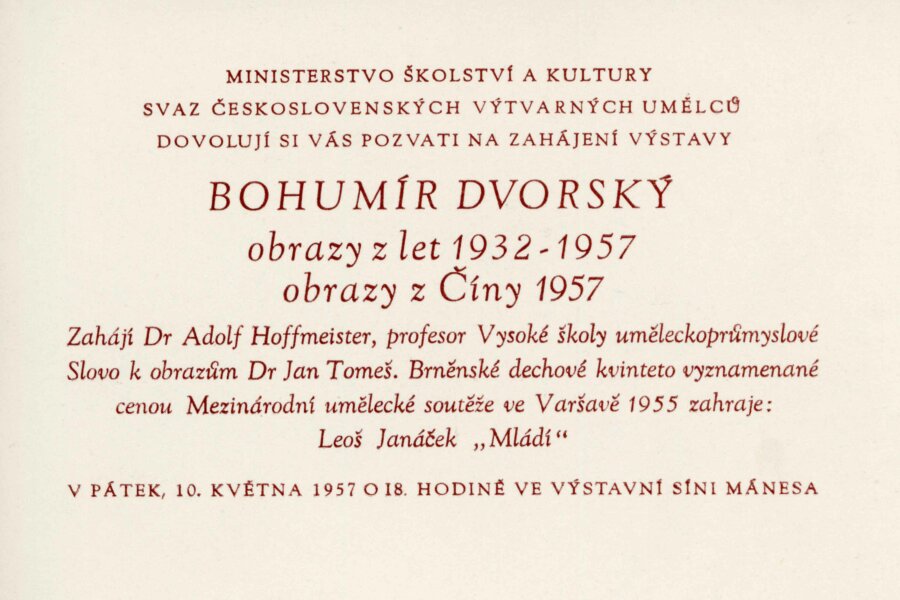 MINISTERSTVO ŠKOLSTVÍ A KULTURY
SVAZ ČESKOSLOVENSKÝCH VÝTVARNÝCH UMĚLCŮ
DOVOLUJÍ SI VÁS POZVATI NA ZAHÁJENÍ VÝSTAVY
BOHUMÍR DVORSKÝ
obrazy z let 1932-1957
obrazy z Číny 1957
Zahájí Dr Adolf Hoffmeister, profesor Vysoké školy uměleckoprůmyslové
Slovo k obrazům Dr Jan Tomeš. Brněnské dechové kvinteto vyznamenané
cenou Mezinárodní umělecké soutěže ve Varšavě 1955 zahraje:
Leoš Janáček „Mládí“
V PÁTEK, 10. KVĚTNA 1957 O 18. HODINĚ VE VÝSTAVNÍ SÍNI MÁNESA